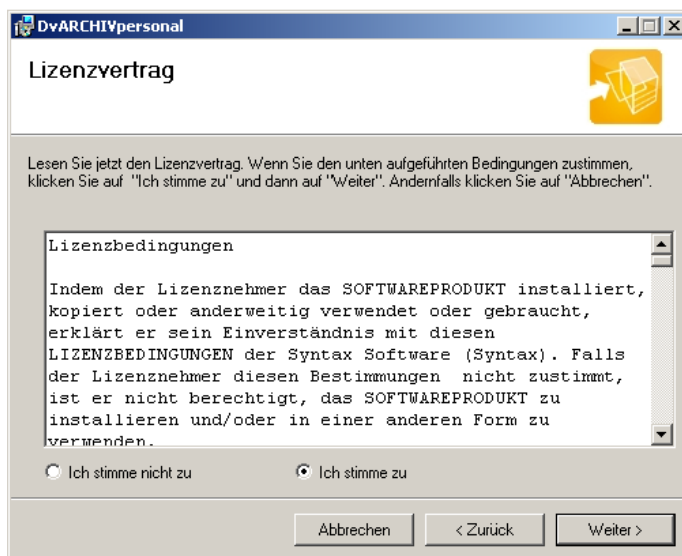 DvARCHIVpersonal
Lizenzvertrag
Lesen Sie jetzt den Lizenzvertrag. Wenn Sie den unten aufgeführten Bedingungen zustimmen,
klicken Sie auf "Ich stimme zu" und dann auf "Weiter". Andernfalls klicken Sie auf "Abbrechen".
Lizenzbedingungen
Indem der Lizenznehmer das SOFTWAREPRODUKT installiert,
kopiert oder anderweitig verwendet oder gebraucht,
erklärt er sein Einverständnis mit diesen
LIZENZBEDINGUNGEN der Syntax Software (Syntax). Falls
der Lizenznehmer diesen Bestimmungen nicht zustimmt,
ist er nicht berechtigt, das SOFTWAREPRODUKT zu
installieren und/oder in einer anderen Form zu
verwenden.
Ich stimme nicht zu
Ich stimme zu
Abbrechen
< Zurück
Weiter >